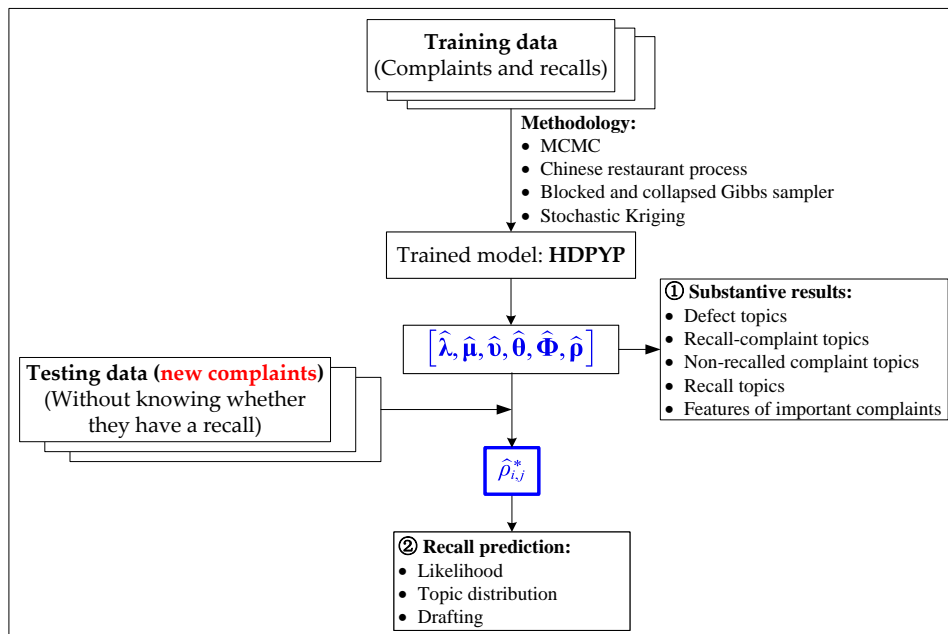 Training data
(Complaints and recalls)
Methodology:
• MCMC
• Chinese restaurant process
• Blocked and collapsed Gibbs sampler
• Stochastic Kriging
Trained model: HDPYP
[λ̂, μ̂, υ̂, θ̂, Φ̂, ρ̂]
① Substantive results:
• Defect topics
• Recall-complaint topics
• Non-recalled complaint topics
• Recall topics
• Features of important complaints
Testing data (new complaints)
(Without knowing whether
they have a recall)
ρ̂*i,j
② Recall prediction:
• Likelihood
• Topic distribution
• Drafting